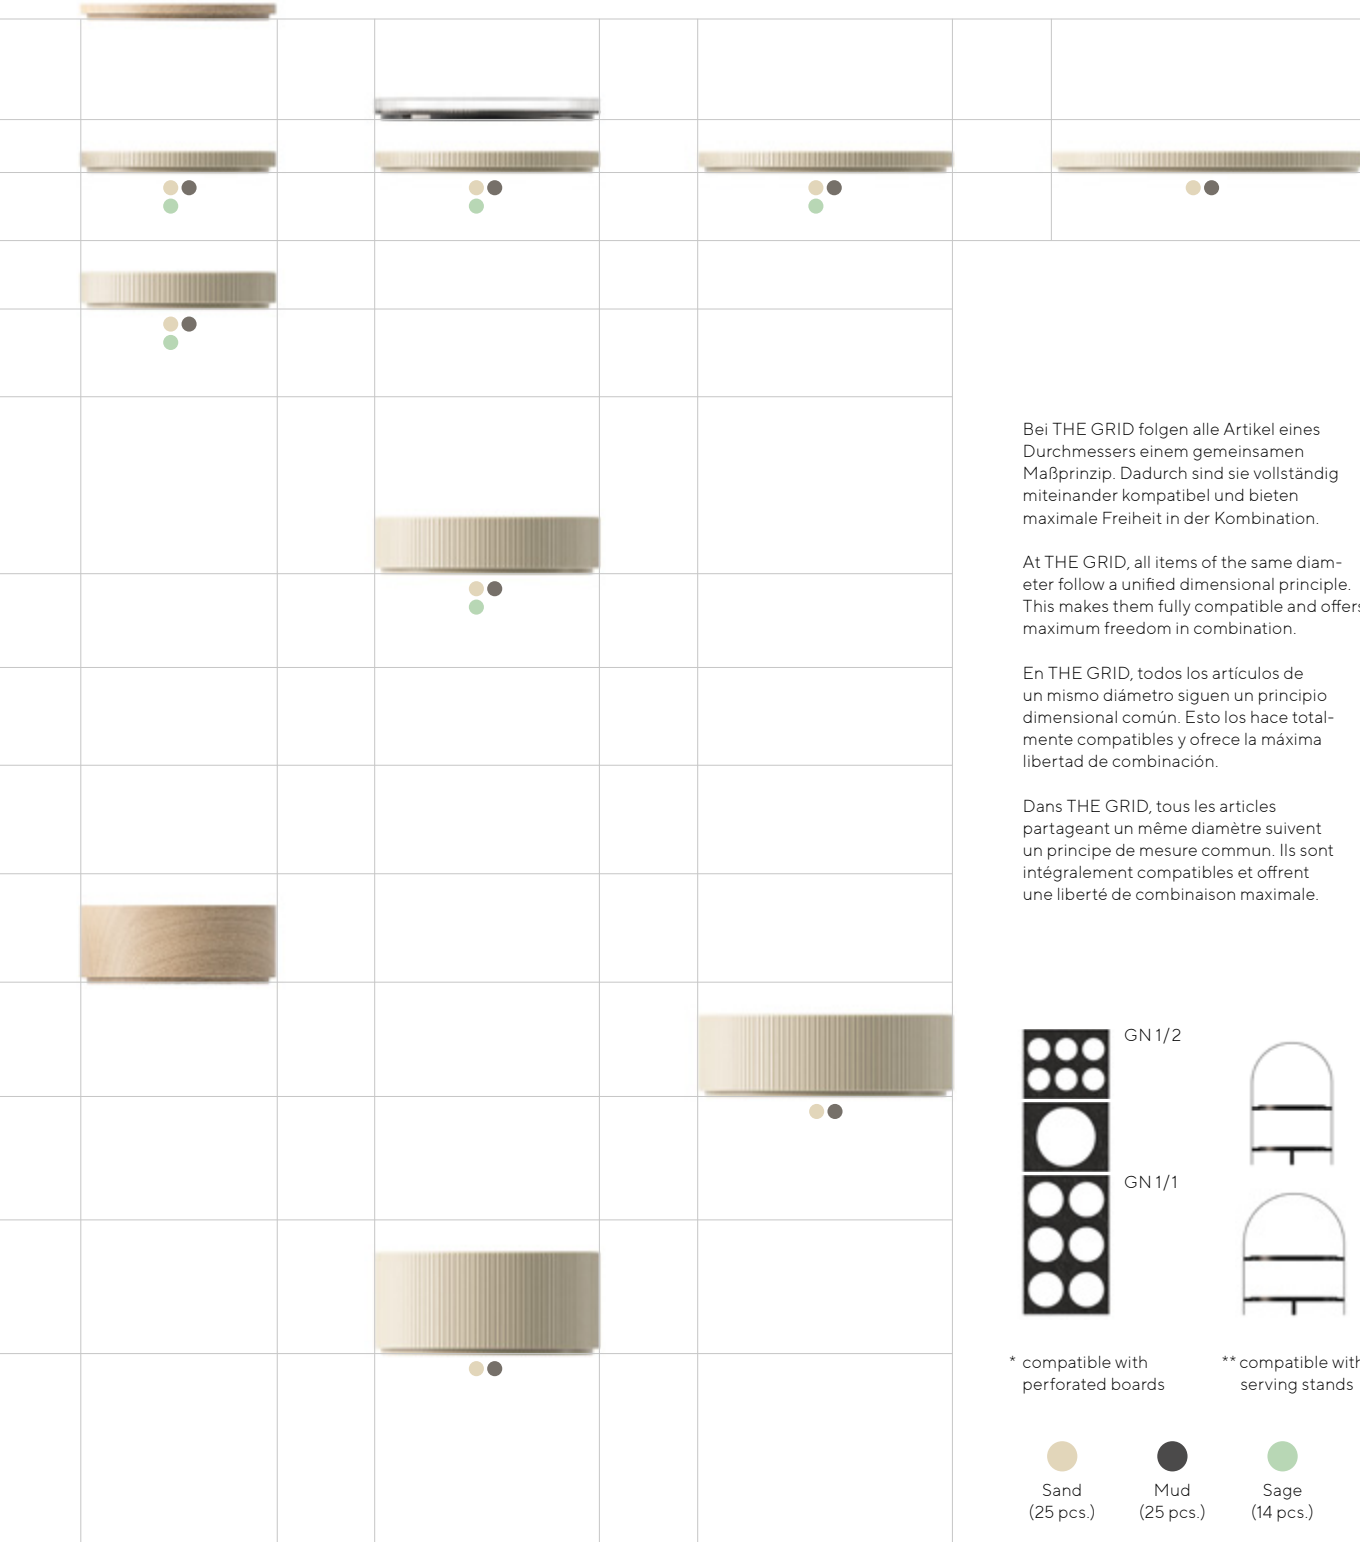 Bei THE GRID folgen alle Artikel eines
Durchmessers einem gemeinsamen
Maßprinzip. Dadurch sind sie vollständig
miteinander kompatibel und bieten
maximale Freiheit in der Kombination.
At THE GRID, all items of the same diam-
eter follow a unified dimensional principle.
This makes them fully compatible and offers
maximum freedom in combination.
En THE GRID, todos los artículos de
un mismo diámetro siguen un principio
dimensional común. Esto los hace total-
mente compatibles y ofrece la máxima
libertad de combinación.
Dans THE GRID, tous les articles
partageant un même diamètre suivent
un principe de mesure commun. Ils sont
intégralement compatibles et offrent
une liberté de combinaison maximale.
GN 1/2
GN 1/1
* compatible with
perforated boards
** compatible with
serving stands
Sand
(25 pcs.)
Mud
(25 pcs.)
Sage
(14 pcs.)